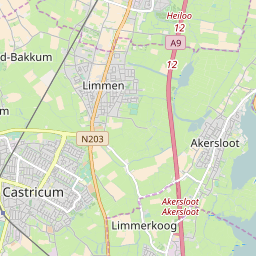 Heiloo
12
A9
d-Bakkum
12
Limmen
m
N203
Akersloot
Castricum
Akersloot
Akersloot
Limmerkoog